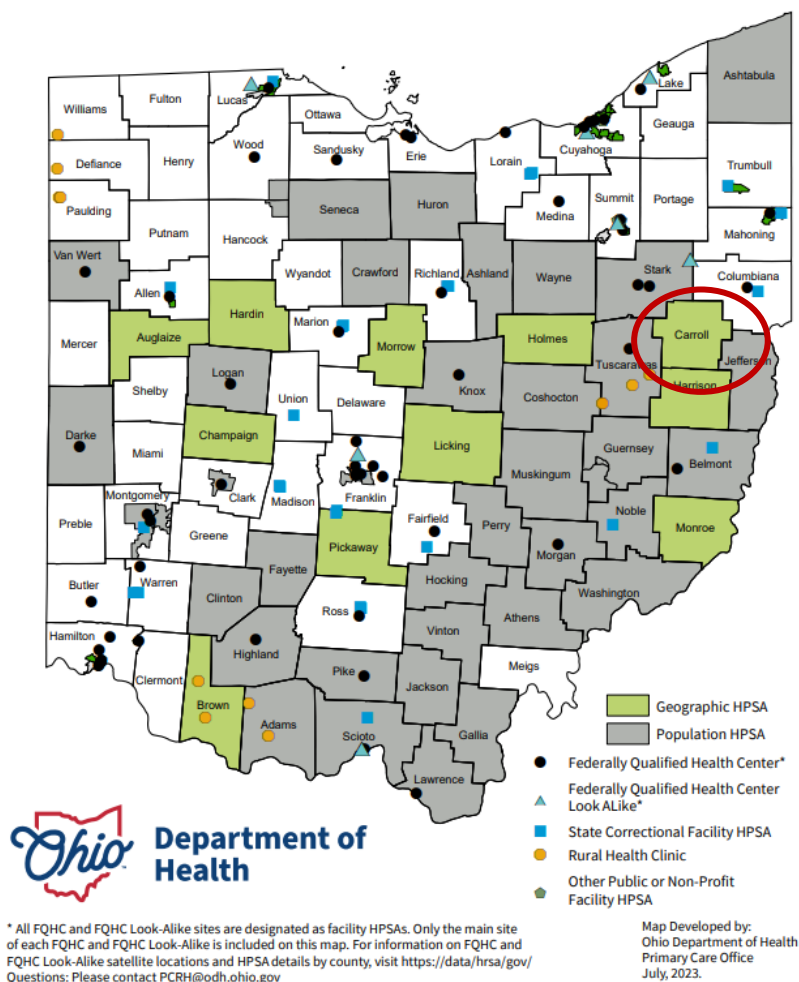 Ashtabula
Lake
Williams
Fulton
Lucas
Ottawa
Geauga
Wood
Sandusky
Erie
Cuyahoga
Defiance
Henry
Lorain
Trumbull
Summit
Portage
Paulding
Seneca
Huron
Medina
Putnam
Hancock
Mahoning
Van Wert
Wyandot
Crawford
Richland
Ashland
Wayne
Stark
Columbiana
Allen
Hardin
Marion
Mercer
Auglaize
Morrow
Holmes
Carroll
Tuscarawas
Jefferson
Logan
Harrison
Shelby
Union
Delaware
Knox
Coshocton
Darke
Champaign
Licking
Miami
Guernsey
Belmont
Muskingum
Clark
Franklin
Montgomery
Madison
Noble
Preble
Greene
Fairfield
Perry
Monroe
Pickaway
Morgan
Fayette
Butler
Warren
Hocking
Washington
Clinton
Ross
Athens
Hamilton
Vinton
Highland
Meigs
Clermont
Pike
Jackson
Brown
Adams
Scioto
Gallia
Lawrence
Geographic HPSA
Population HPSA
Federally Qualified Health Center*
Federally Qualified Health Center
Look ALike*
State Correctional Facility HPSA
Rural Health Clinic
Other Public or Non-Profit
Facility HPSA
Ohio
Department of
Health
* All FQHC and FQHC Look-Alike sites are designated as facility HPSAs. Only the main site
of each FQHC and FQHC Look-Alike is included on this map. For information on FQHC and
FQHC Look-Alike satellite locations and HPSA details by county, visit https://data/hrsa/gov/
Questions: Please contact PCRH@odh.ohio.gov
Map Developed by:
Ohio Department of Health
Primary Care Office
July, 2023.